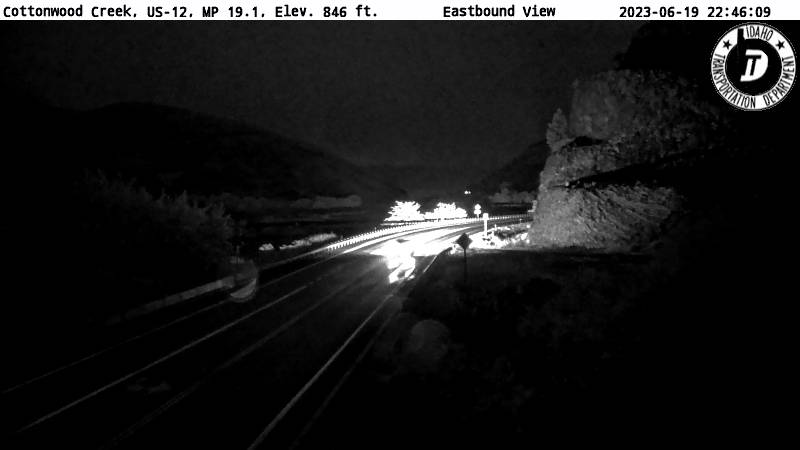 Cottonwood Creek, US-12, MP 19.1, Elev. 846 ft. Eastbound View 2023-06-19 22:46:09
IDAHO
TRANSPORTATION DEPARTMENT